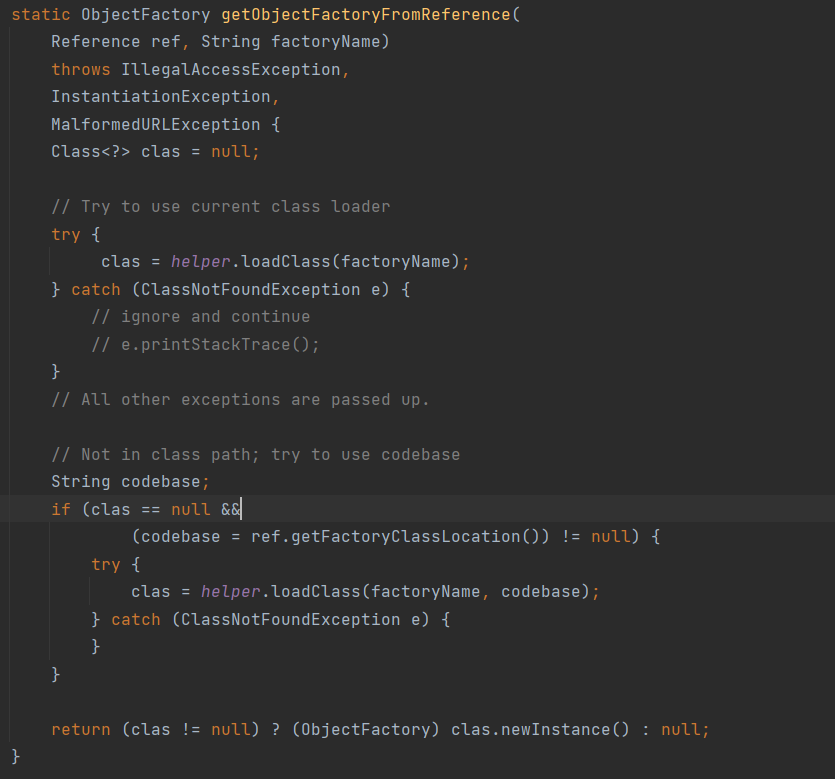 static ObjectFactory getObjectFactoryFromReference(
    Reference ref, String factoryName)
    throws IllegalAccessException,
    InstantiationException,
    MalformedURLException {
    Class<?> clas = null;

    // Try to use current class loader
    try {
         clas = helper.loadClass(factoryName);
    } catch (ClassNotFoundException e) {
        // ignore and continue
        // e.printStackTrace();
    }
    // All other exceptions are passed up.

    // Not in class path; try to use codebase
    String codebase;
    if (clas == null &&
            (codebase = ref.getFactoryClassLocation()) != null) {
        try {
            clas = helper.loadClass(factoryName, codebase);
        } catch (ClassNotFoundException e) {
        }
    }

    return (clas != null) ? (ObjectFactory) clas.newInstance() : null;
}